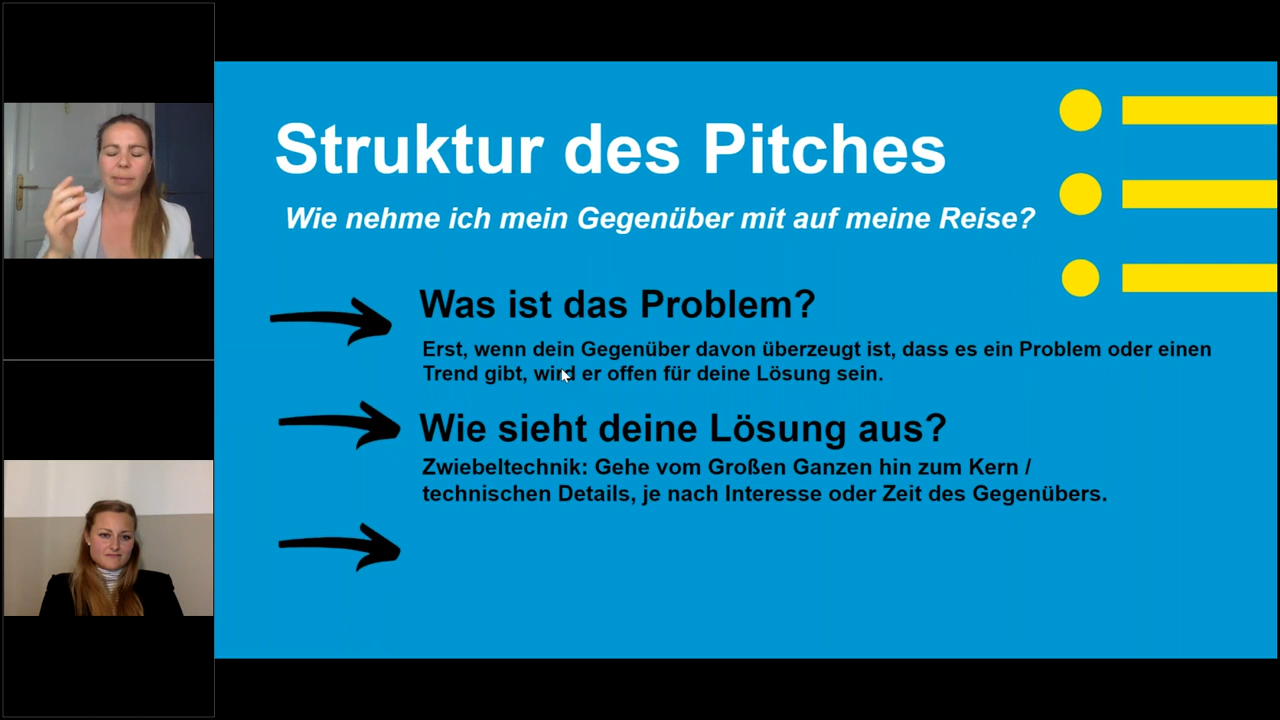 Struktur des Pitches
Wie nehme ich mein Gegenüber mit auf meine Reise?
Was ist das Problem?
Erst, wenn dein Gegenüber davon überzeugt ist, dass es ein Problem oder einen
Trend gibt, wird er offen für deine Lösung sein.
Wie sieht deine Lösung aus?
Zwiebeltechnik: Gehe vom Großen Ganzen hin zum Kern /
technischen Details, je nach Interesse oder Zeit des Gegenübers.